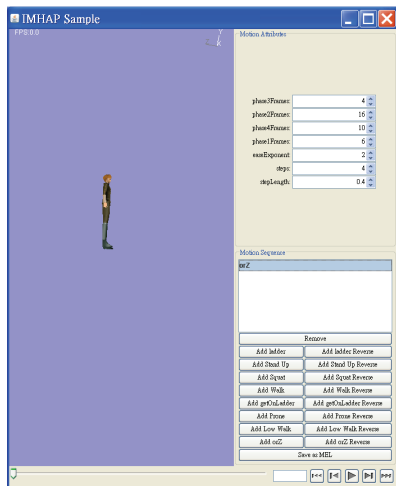 IMHAP Sample
FPS:0.0
Y
Motion Attributes
phase3Frames: 4
phase2Frames: 16
phase4Frames: 10
phase1Frames: 6
easeExponent: 2
steps: 4
stepLength: 0.4
Motion Sequence
orZ
Remove
Add ladder Add ladder Reverse
Add Stand Up Add Stand Up Reverse
Add Squat Add Squat Reverse
Add Walk Add Walk Reverse
Add getOnLadder Add getOnLadder Reverse
Add Prone Add Prone Reverse
Add Low Walk Add Low Walk Reverse
Add orZ Add orZ Reverse
Save as MEL